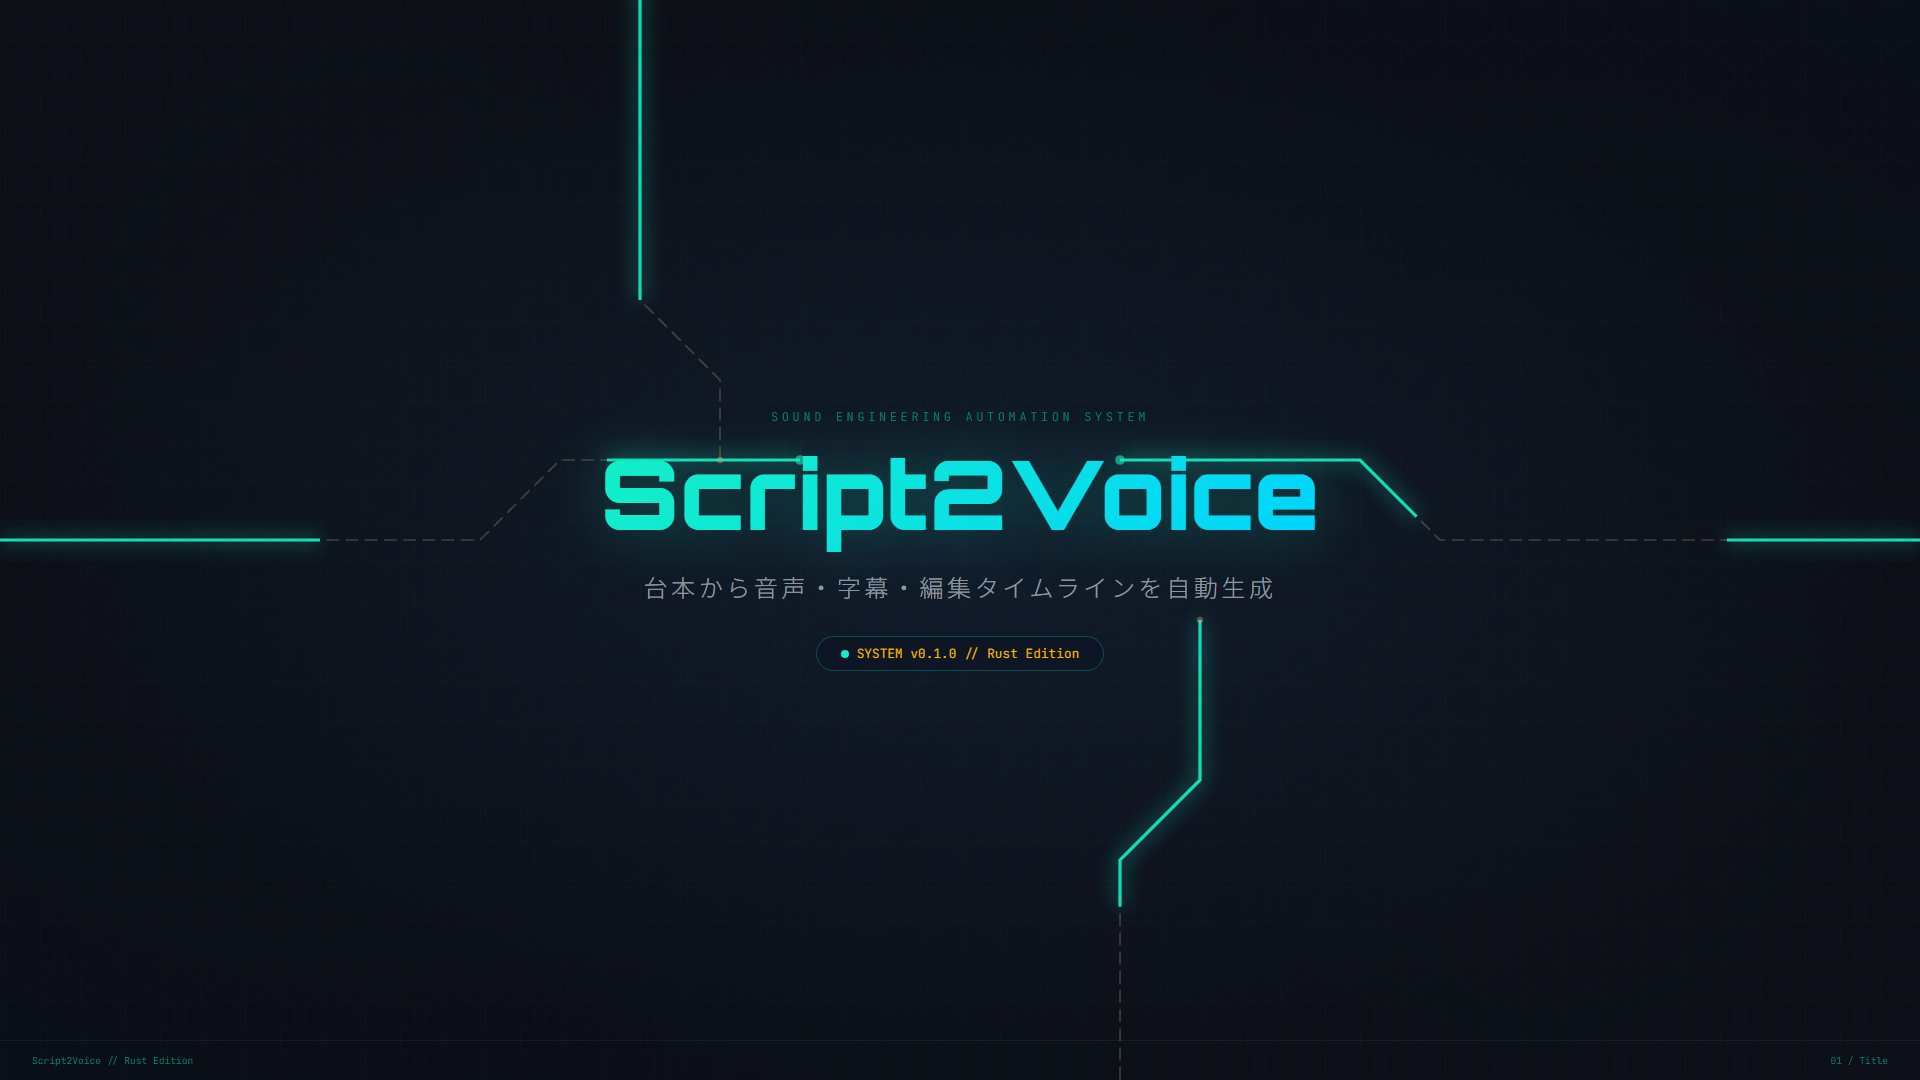 SOUND ENGINEERING AUTOMATION SYSTEM
Script2Voice
台本から音声・字幕・編集タイムラインを自動生成
SYSTEM v0.1.0 // Rust Edition
Script2Voice // Rust Edition
01 / Title